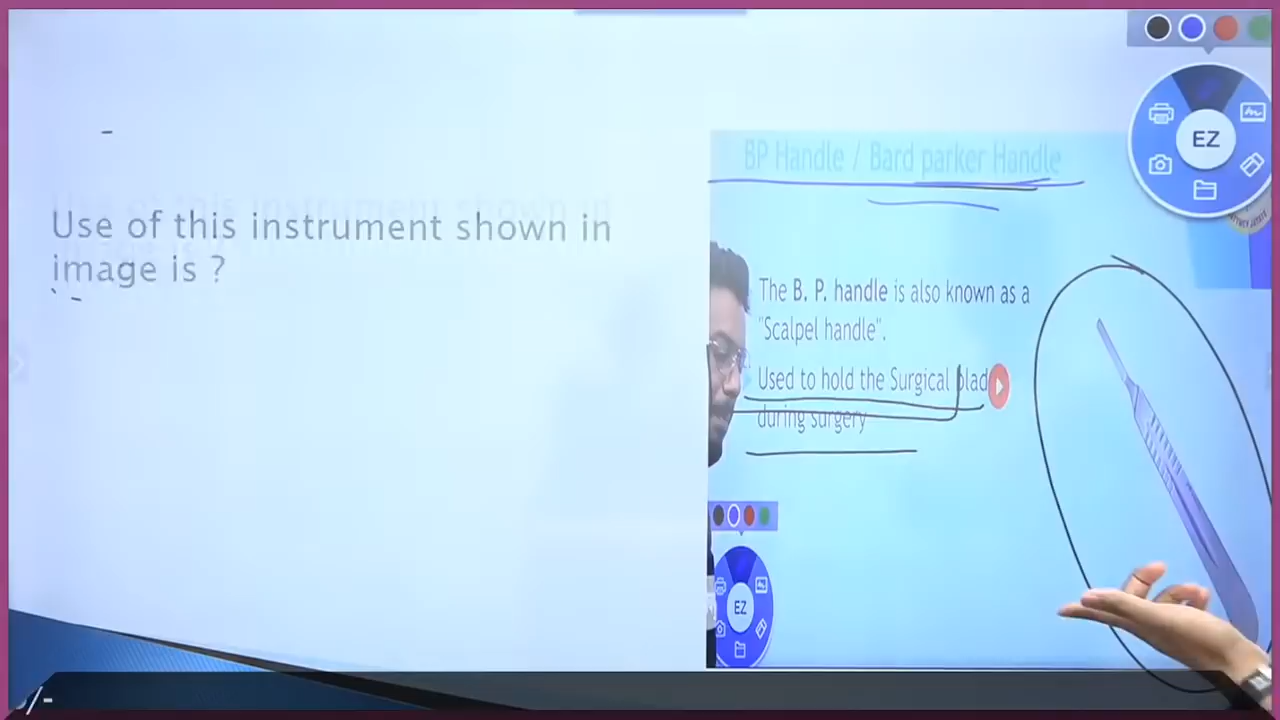 Use of this instrument shown in
image is ?
BP Handle / Bard parker Handle
The B. P. handle is also known as a
"Scalpel handle".
Used to hold the Surgical blad
during surgery
EZ
EZ